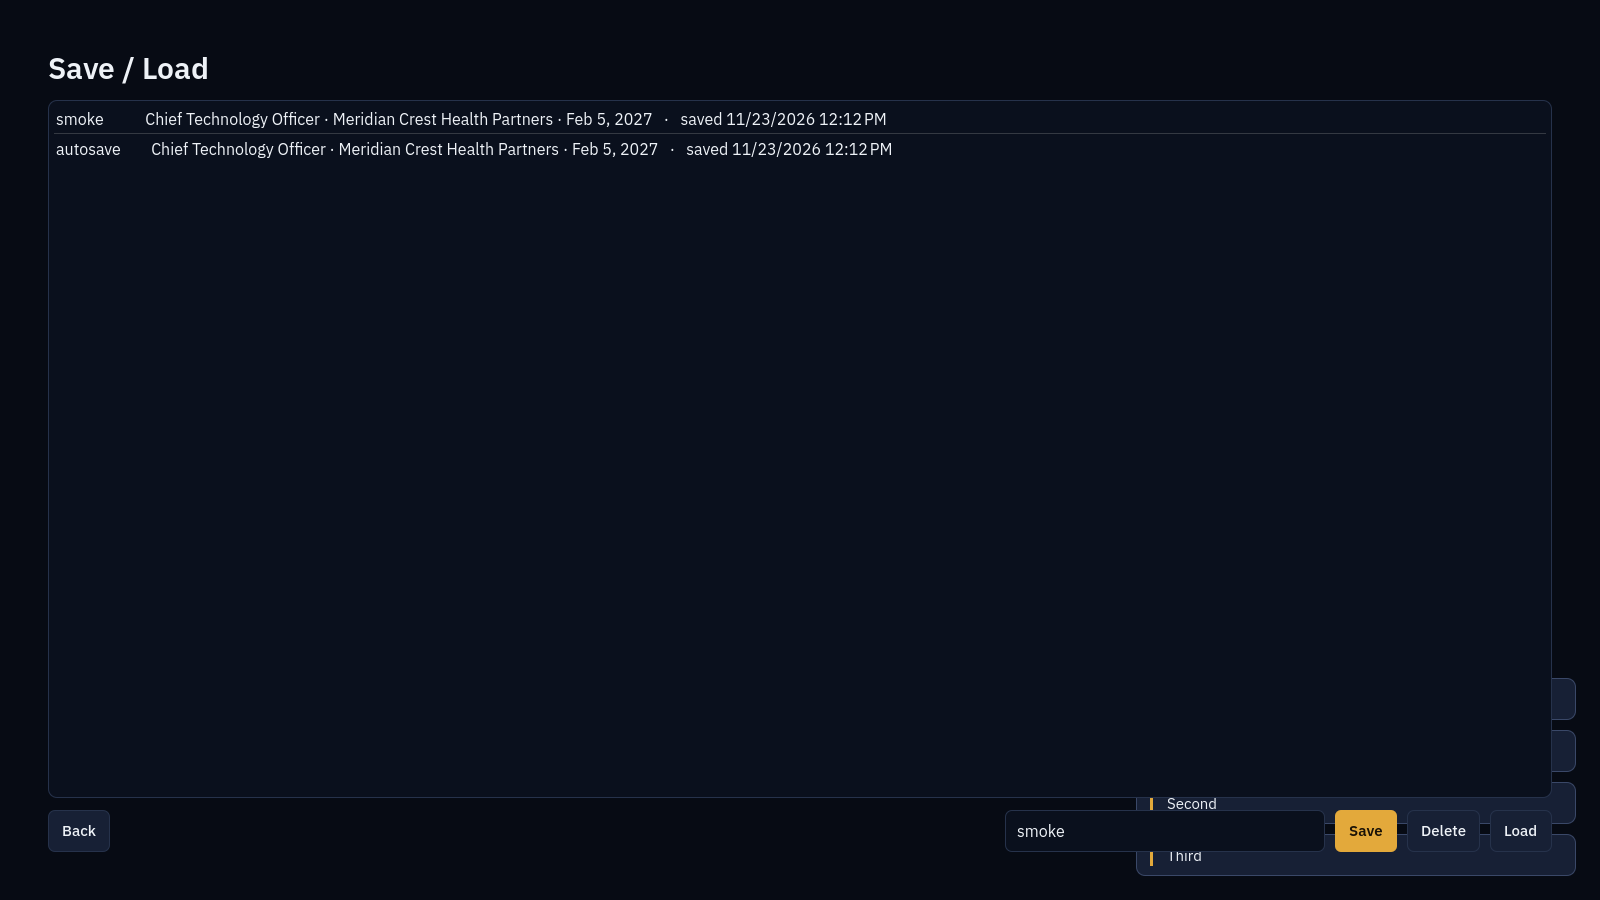 Save / Load
smoke Chief Technology Officer · Meridian Crest Health Partners · Feb 5, 2027 · saved 11/23/2026 12:12 PM
autosave Chief Technology Officer · Meridian Crest Health Partners · Feb 5, 2027 · saved 11/23/2026 12:12 PM
Second
Back smoke Save Delete Load
Third